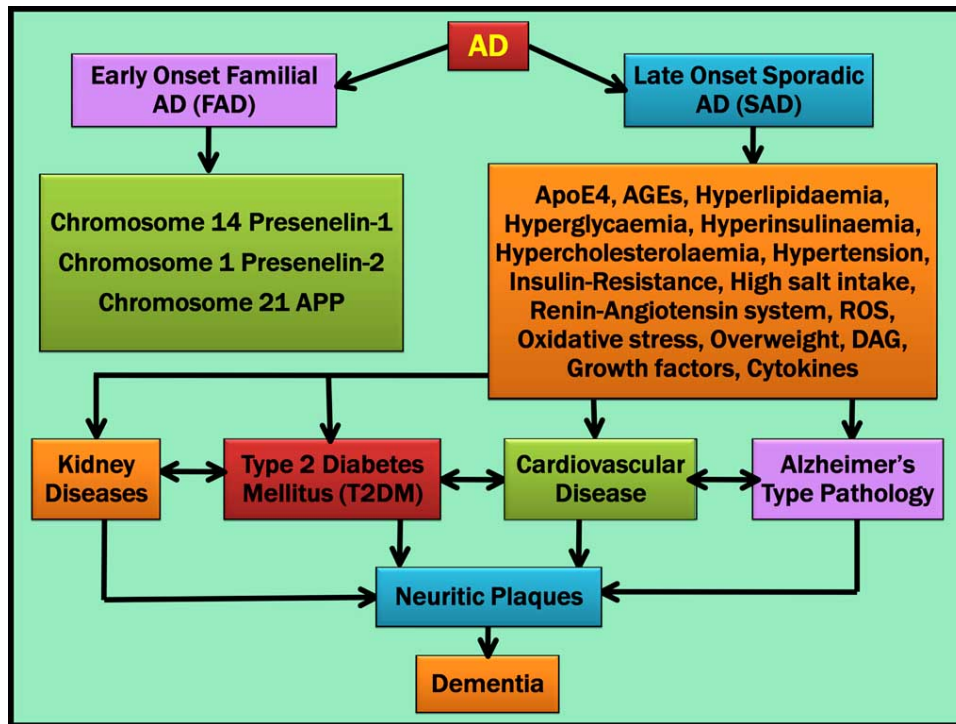 AD
Early Onset Familial
AD (FAD)
Late Onset Sporadic
AD (SAD)
Chromosome 14 Presenelin-1
Chromosome 1 Presenelin-2
Chromosome 21 APP
ApoE4, AGEs, Hyperlipidaemia,
Hyperglycaemia, Hyperinsulinaemia,
Hypercholesterolaemia, Hypertension,
Insulin-Resistance, High salt intake,
Renin-Angiotensin system, ROS,
Oxidative stress, Overweight, DAG,
Growth factors, Cytokines
Kidney
Diseases
Type 2 Diabetes
Mellitus (T2DM)
Cardiovascular
Disease
Alzheimer's
Type Pathology
Neuritic Plaques
Dementia